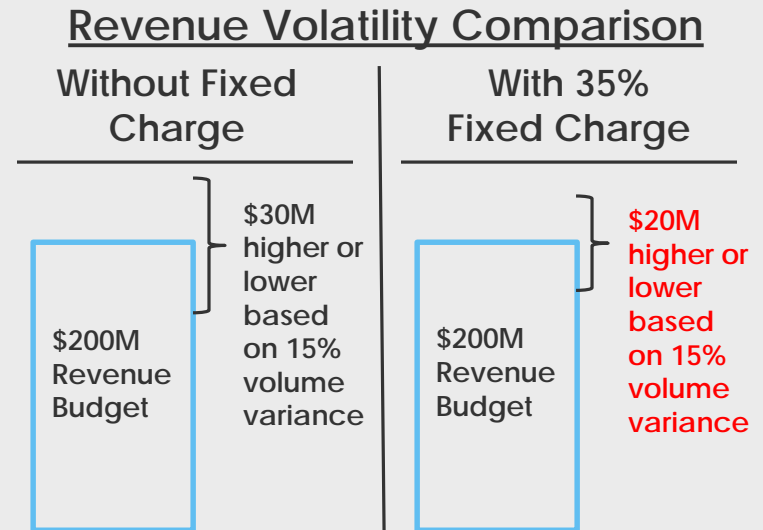 Revenue Volatility Comparison
Without Fixed
Charge
$200M
Revenue
Budget
$30M
higher or
lower
based
on 15%
volume
variance
With 35%
Fixed Charge
$200M
Revenue
Budget
$20M
higher or
lower
based
on 15%
volume
variance